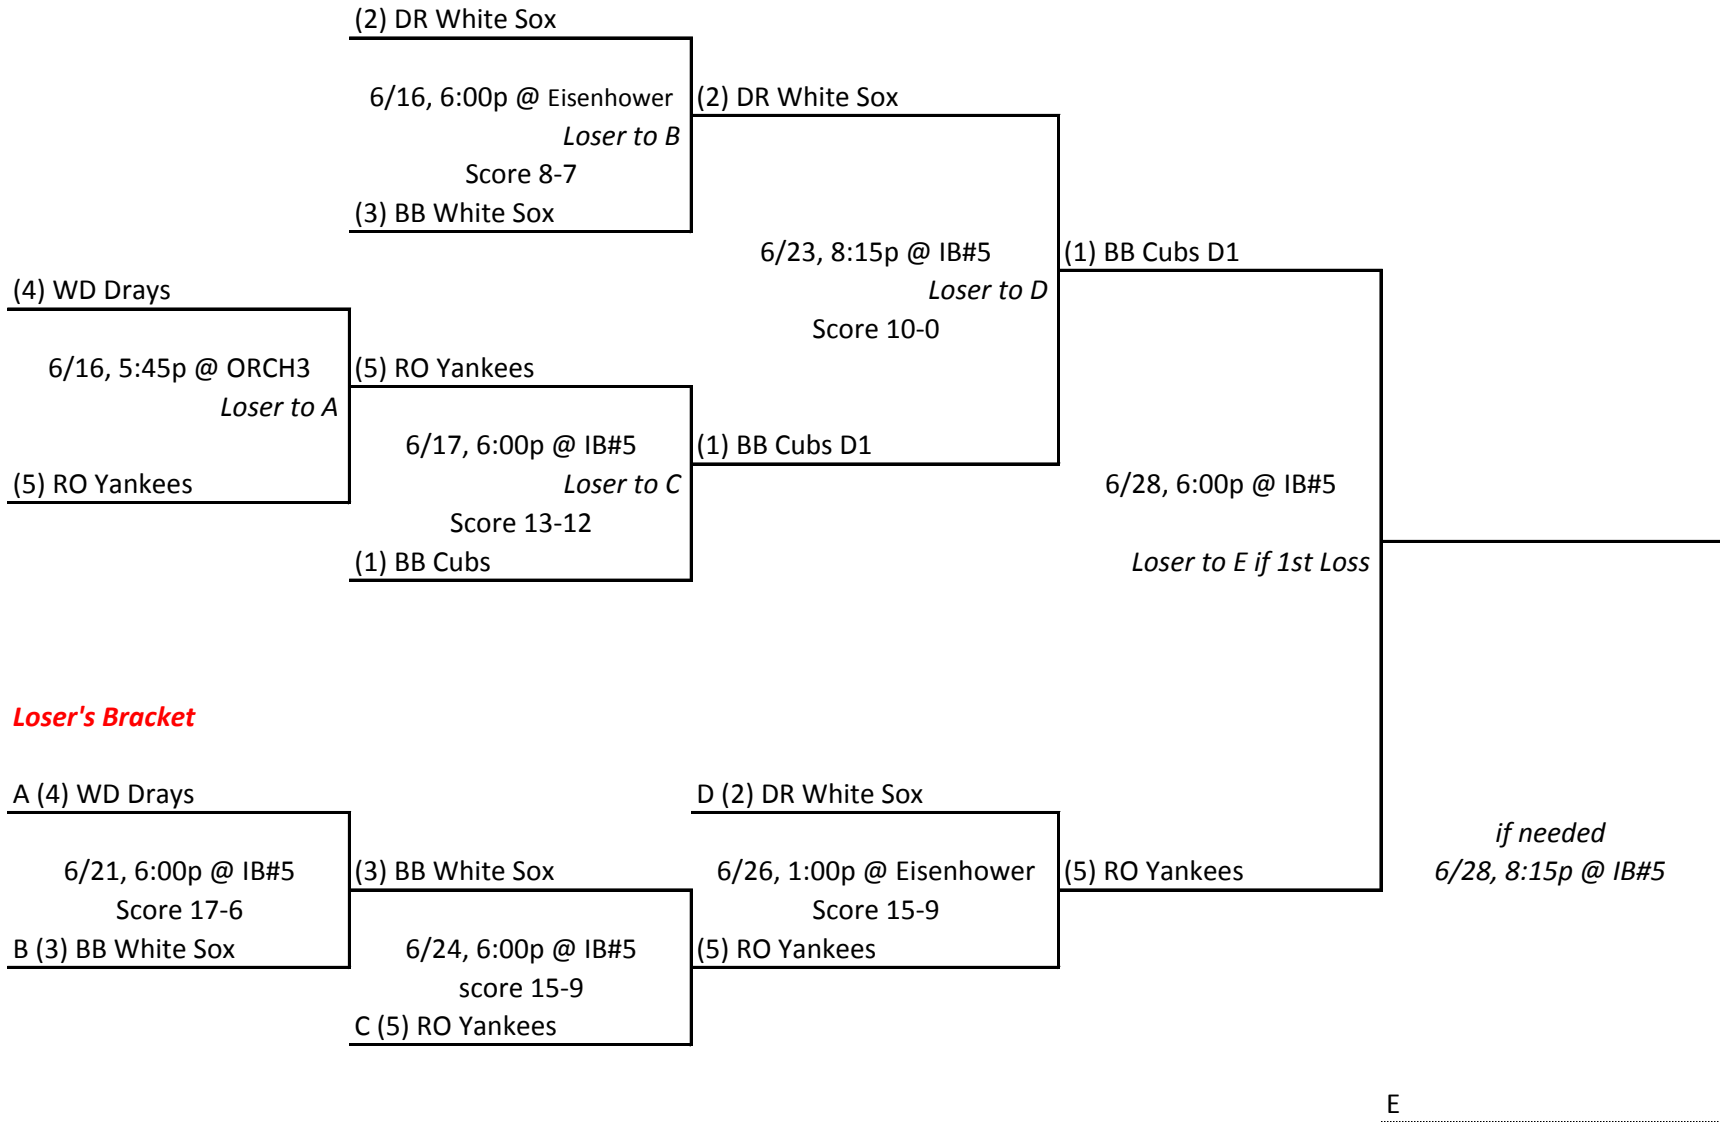 (2) DR White Sox
6/16, 6:00p @ Eisenhower
(2) DR White Sox
Loser to B
Score 8-7
(3) BB White Sox
6/23, 8:15p @ IB#5
(1) BB Cubs D1
(4) WD Drays
Loser to D
Score 10-0
6/16, 5:45p @ ORCH3
(5) RO Yankees
Loser to A
6/17, 6:00p @ IB#5
(1) BB Cubs D1
(5) RO Yankees
Loser to C
6/28, 6:00p @ IB#5
Score 13-12
(1) BB Cubs
Loser to E if 1st Loss
Loser's Bracket
A (4) WD Drays
D (2) DR White Sox
if needed
6/21, 6:00p @ IB#5
(3) BB White Sox
6/26, 1:00p @ Eisenhower
(5) RO Yankees
6/28, 8:15p @ IB#5
Score 17-6
Score 15-9
B (3) BB White Sox
6/24, 6:00p @ IB#5
(5) RO Yankees
score 15-9
C (5) RO Yankees
E